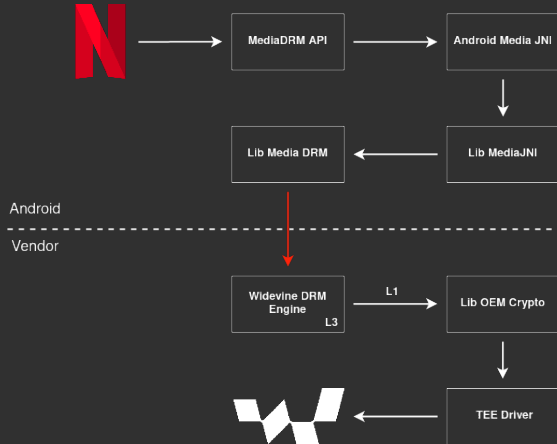 MediaDRM API
Android Media JNI
Lib Media DRM
Lib MediaJNI
Android
Vendor
Widevine DRM
Engine
L3
L1
Lib OEM Crypto
TEE Driver